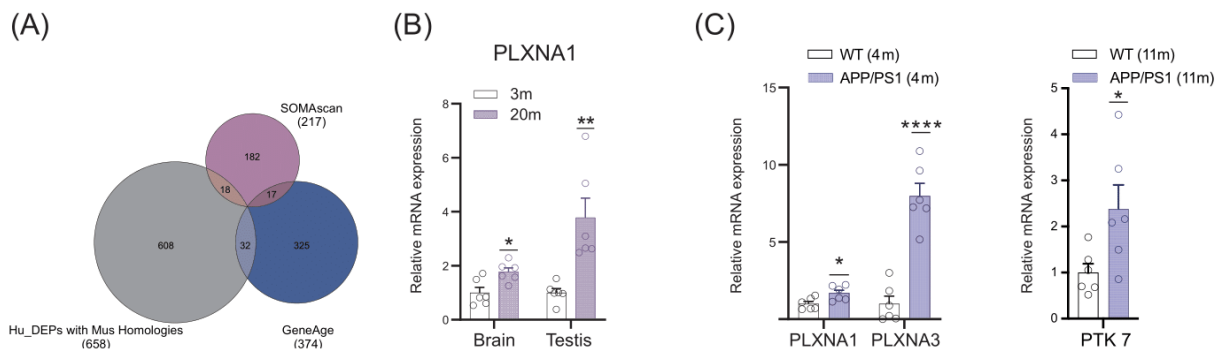 (A)
SOMAscan
(217)
182
18
17
608
32
325
Hu_DEPs with Mus Homologies
(658)
GeneAge
(374)
(B)
PLXNA1
3m
20m
Relative mRNA expression
8
6
4
2
0
*
**
Brain
Testis
(C)
WT (4m)
APP/PS1 (4m)
Relative mRNA expression
15
10
5
*
****
PLXNA1
PLXNA3
WT (11m)
APP/PS1 (11m)
Relative mRNA expression
5
4
3
2
1
0
*
PTK 7